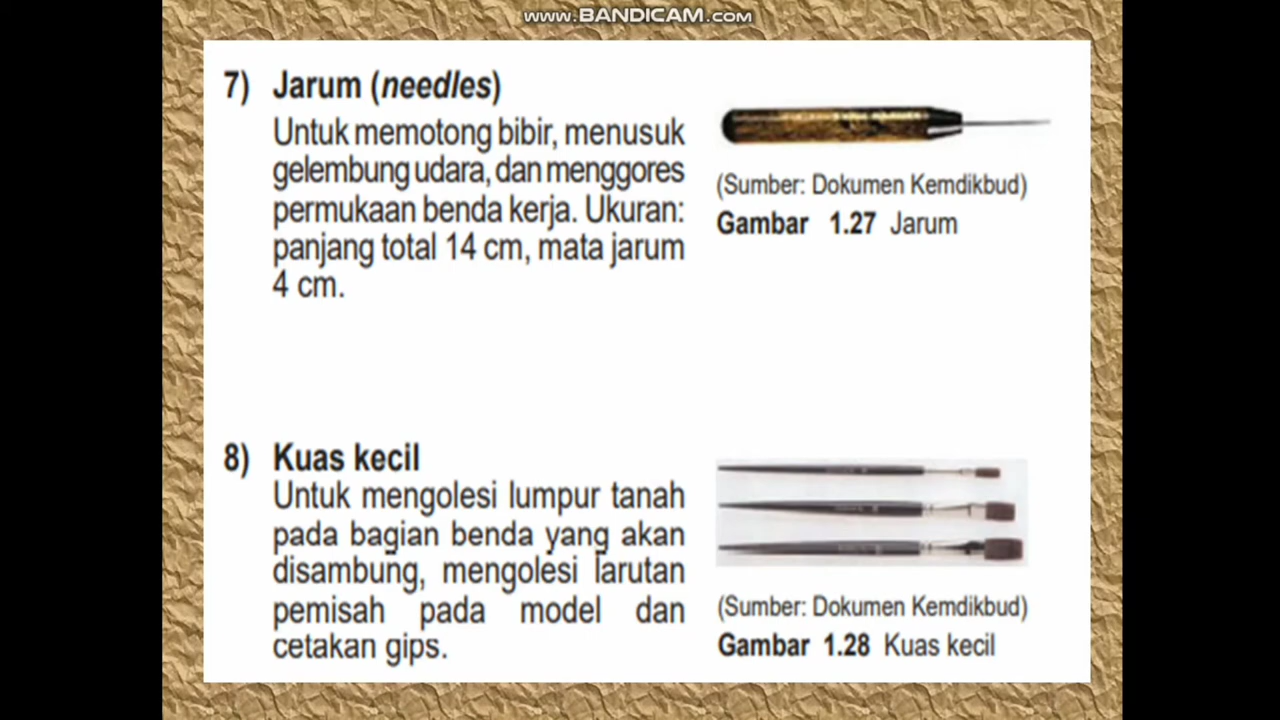 www.BANDICAM.com
7) Jarum (needles)
Untuk memotong bibir, menusuk
gelembung udara, dan menggores
permukaan benda kerja. Ukuran:
panjang total 14 cm, mata jarum
4 cm.
(Sumber: Dokumen Kemdikbud)
Gambar 1.27 Jarum
8) Kuas kecil
Untuk mengolesi lumpur tanah
pada bagian benda yang akan
disambung, mengolesi larutan
pemisah pada model dan
cetakan gips.
(Sumber: Dokumen Kemdikbud)
Gambar 1.28 Kuas kecil